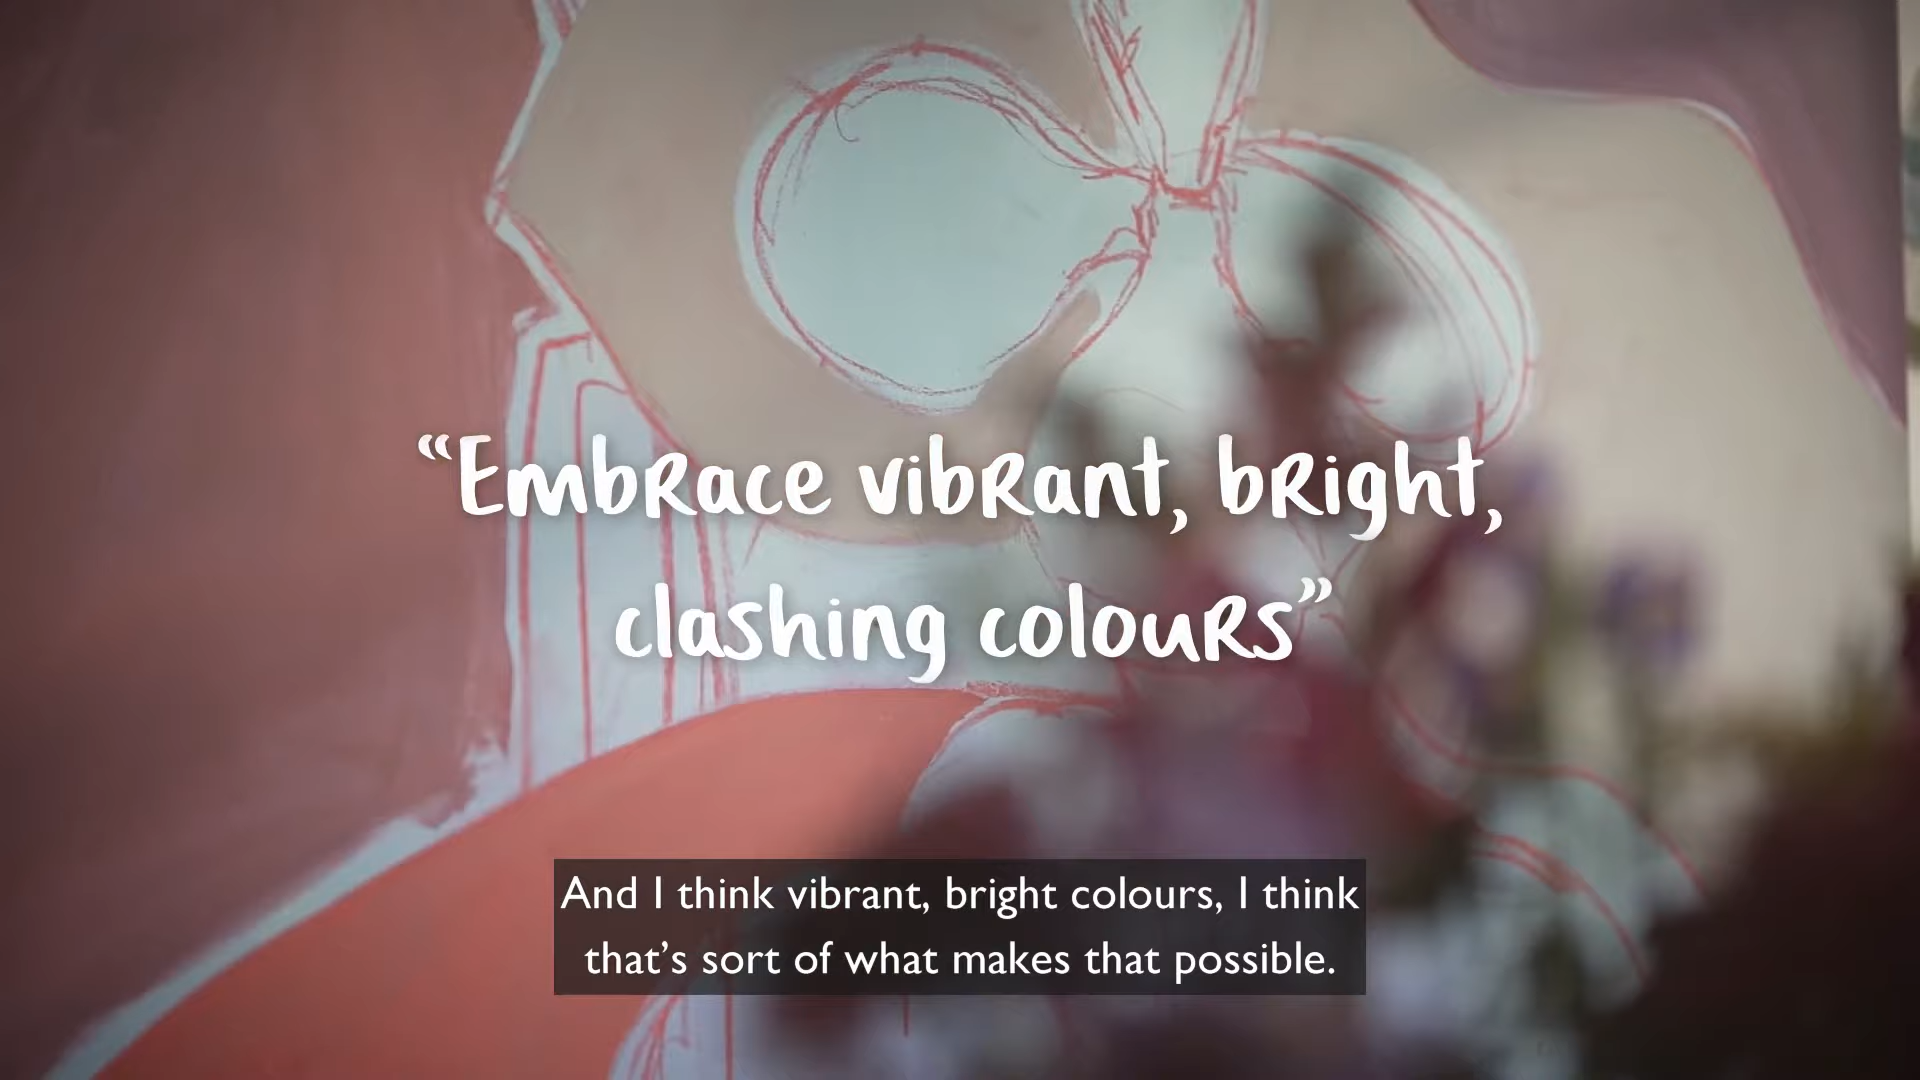 “Embrace vibrant, bright,
clashing colours”
And I think vibrant, bright colours, I think
that’s sort of what makes that possible.